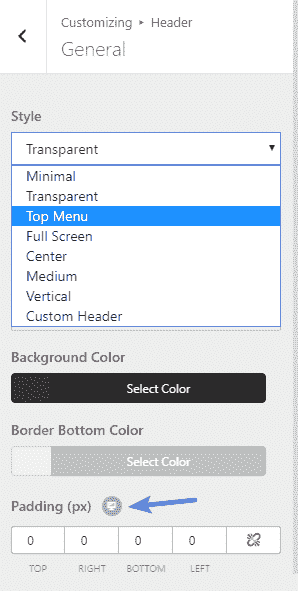 Customizing ▸ Header
General
Style
Transparent
Minimal
Transparent
Top Menu
Full Screen
Center
Medium
Vertical
Custom Header
Background Color
Select Color
Border Bottom Color
Select Color
Padding (px)
0 0 0 0
TOP RIGHT BOTTOM LEFT